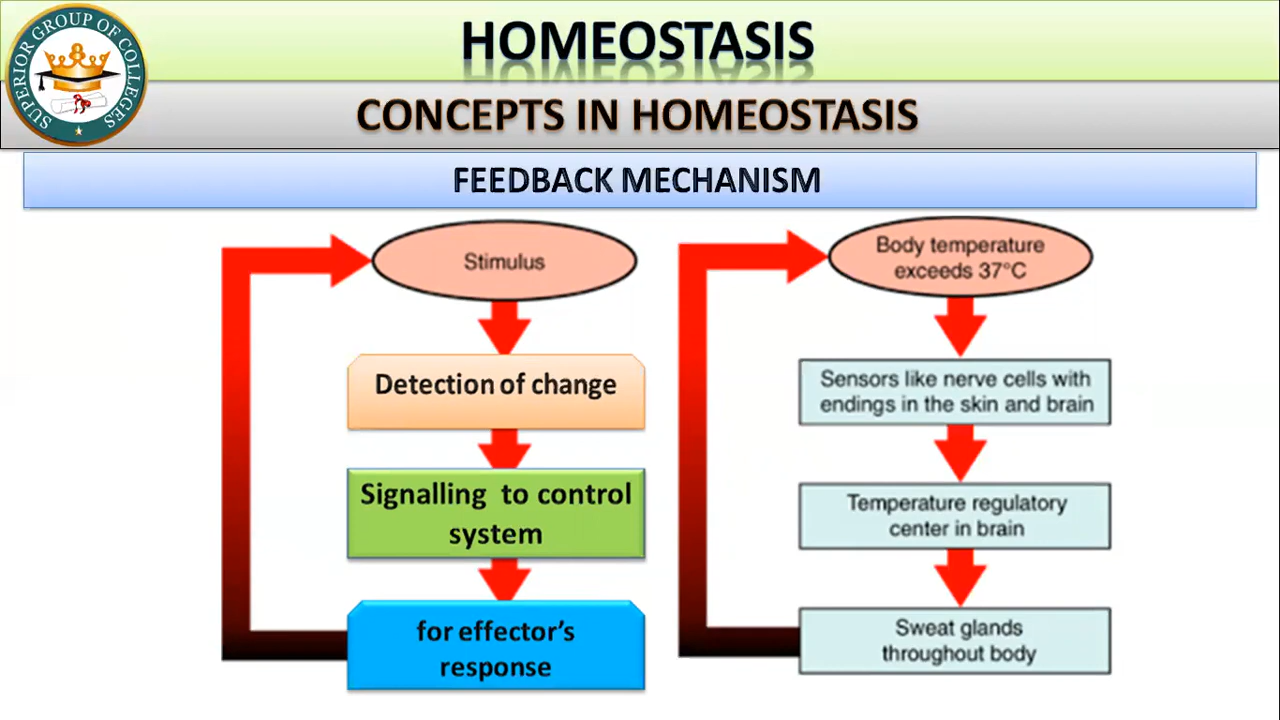 SUPERIOR GROUP OF COLLEGES
HOMEOSTASIS
CONCEPTS IN HOMEOSTASIS
FEEDBACK MECHANISM
Stimulus
Detection of change
Signalling to control
system
for effector's
response
Body temperature
exceeds 37°C
Sensors like nerve cells with
endings in the skin and brain
Temperature regulatory
center in brain
Sweat glands
throughout body